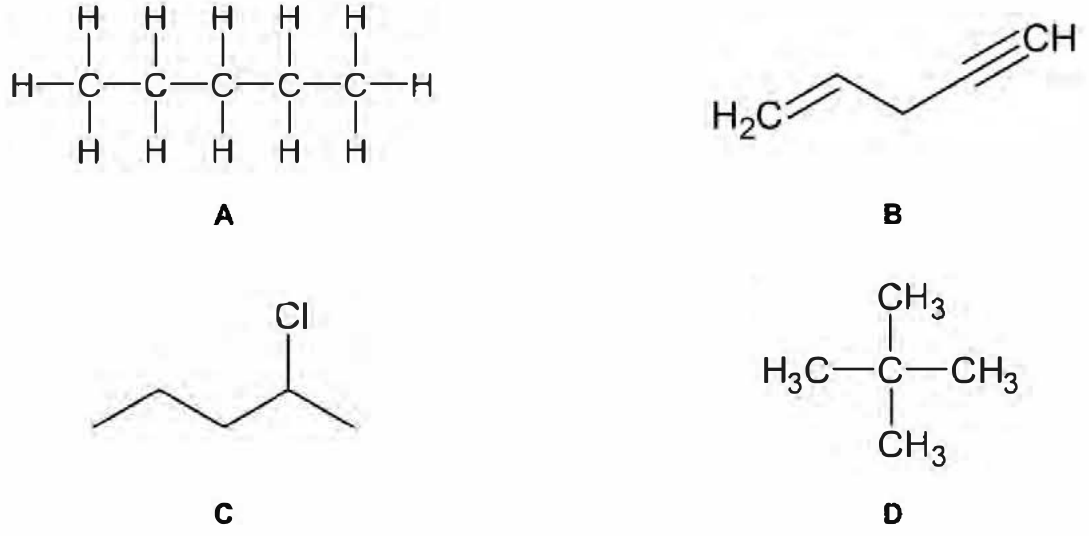 H H H H H
H C C C C C H
H H H H H
A
H₂C CH
B
Cl
C
CH₃
H₃C C CH₃
CH₃
D